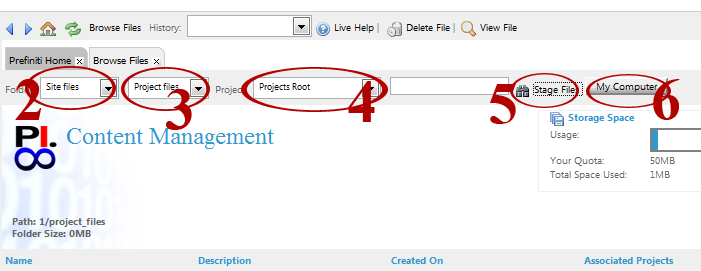 Browse Files History: Live Help | Delete File | View File
Prefiniti Home x Browse Files x
2 Site files 3 Project files Projec 4 Projects Root 5 Stage File 6 My Computer
PI. Content Management
Storage Space
Usage:
Your Quota: 50MB
Total Space Used: 1MB
Path: 1/project_files
Folder Size: 0MB
Name Description Created On Associated Projects